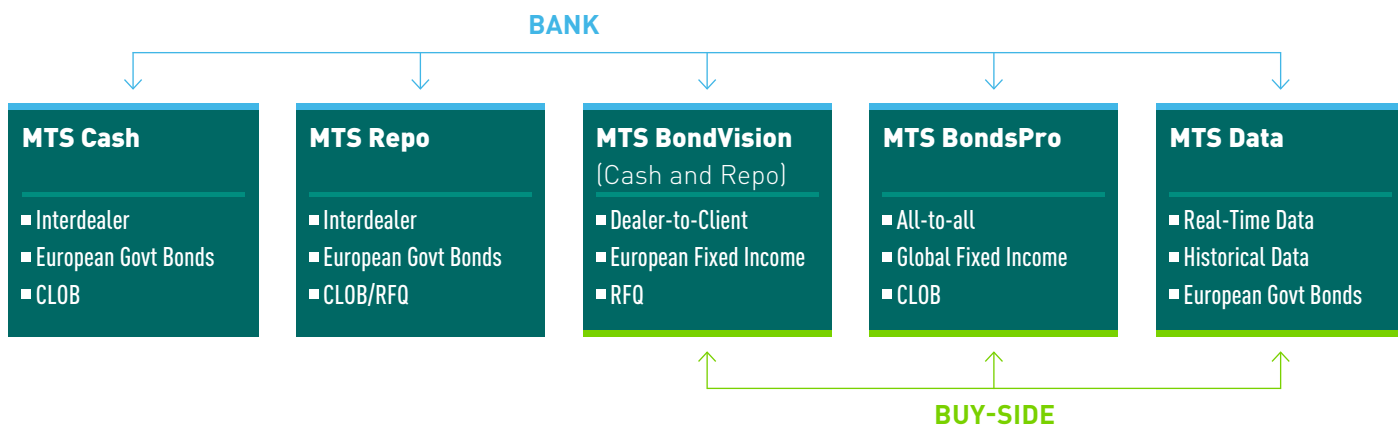 BANK
MTS Cash
■ Interdealer
■ European Govt Bonds
■ CLOB
MTS Repo
■ Interdealer
■ European Govt Bonds
■ CLOB/RFQ
MTS BondVision
(Cash and Repo)
■ Dealer-to-Client
■ European Fixed Income
■ RFQ
MTS BondsPro
■ All-to-all
■ Global Fixed Income
■ CLOB
MTS Data
■ Real-Time Data
■ Historical Data
■ European Govt Bonds
BUY-SIDE